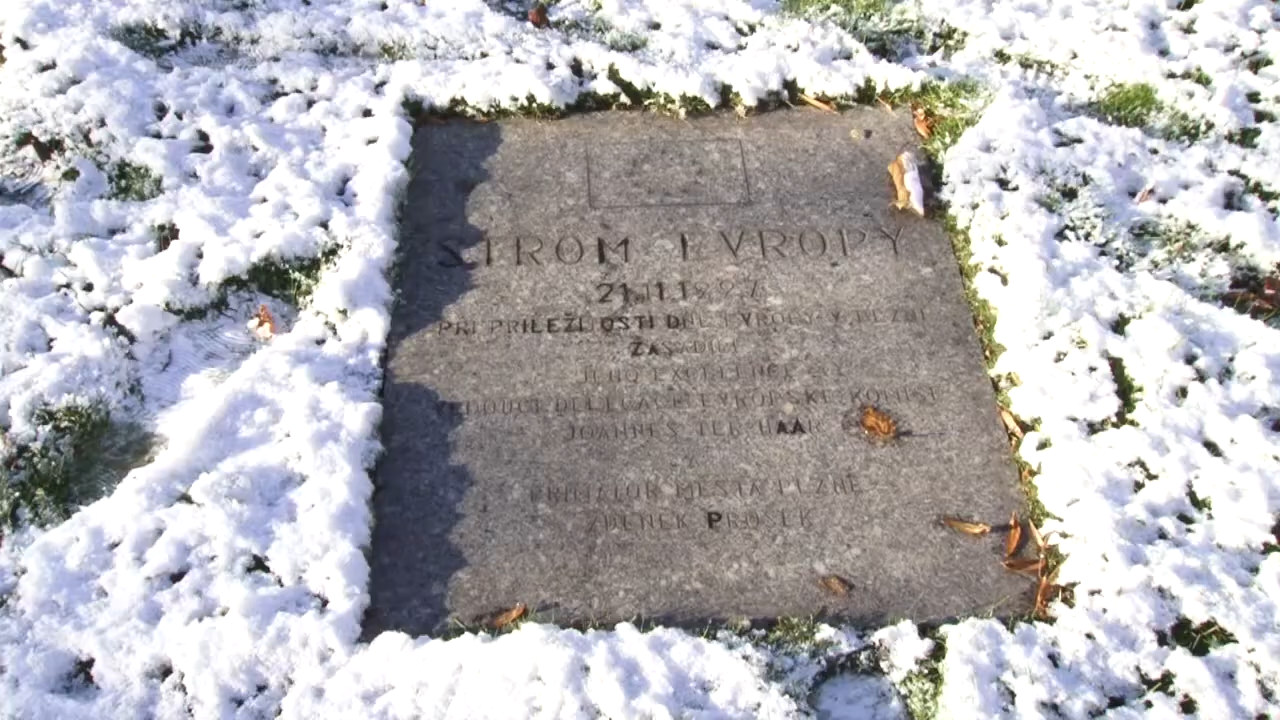 STROM EVROPY
21.11.1997
PŘI PŘÍLEŽITOSTI DNE EVROPY V PLZNI
ZASADILI
JEHO EXCELENCE
VEDOUCÍ DELEGACE EVROPSKÉ KOMISE
JOANNES TER HAAR
PRIMÁTOR MĚSTA PLZNĚ
ZDENĚK PROSEK